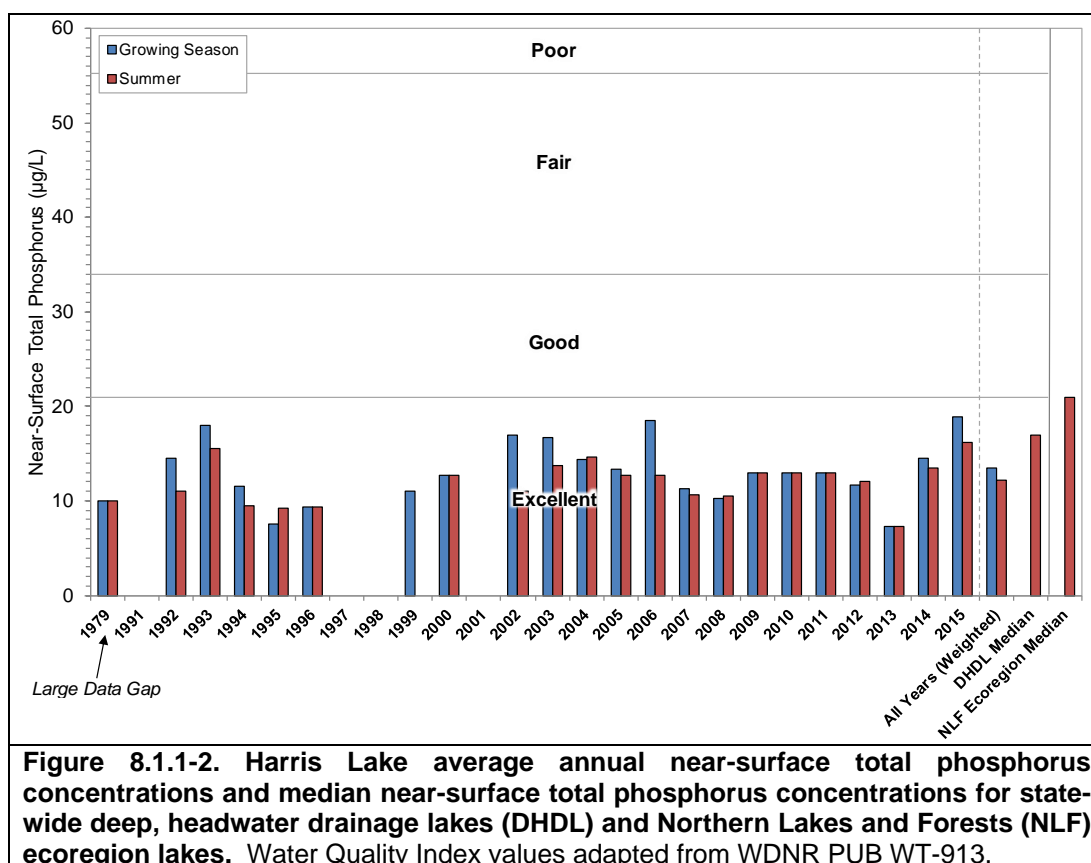 60
50
40
30
20
10
0
Near-Surface Total Phosphorus (µg/L)
Growing Season
Summer
Poor
Fair
Good
Excellent
1979
1991
1992
1993
1994
1995
1996
1997
1998
1999
2000
2001
2002
2003
2004
2005
2006
2007
2008
2009
2010
2011
2012
2013
2014
2015
All Years (Weighted)
DHDL Median
NLF Ecoregion Median
Large Data Gap
Figure 8.1.1-2. Harris Lake average annual near-surface total phosphorus
concentrations and median near-surface total phosphorus concentrations for state-
wide deep, headwater drainage lakes (DHDL) and Northern Lakes and Forests (NLF)
ecoregion lakes. Water Quality Index values adapted from WDNR PUB WT-913.